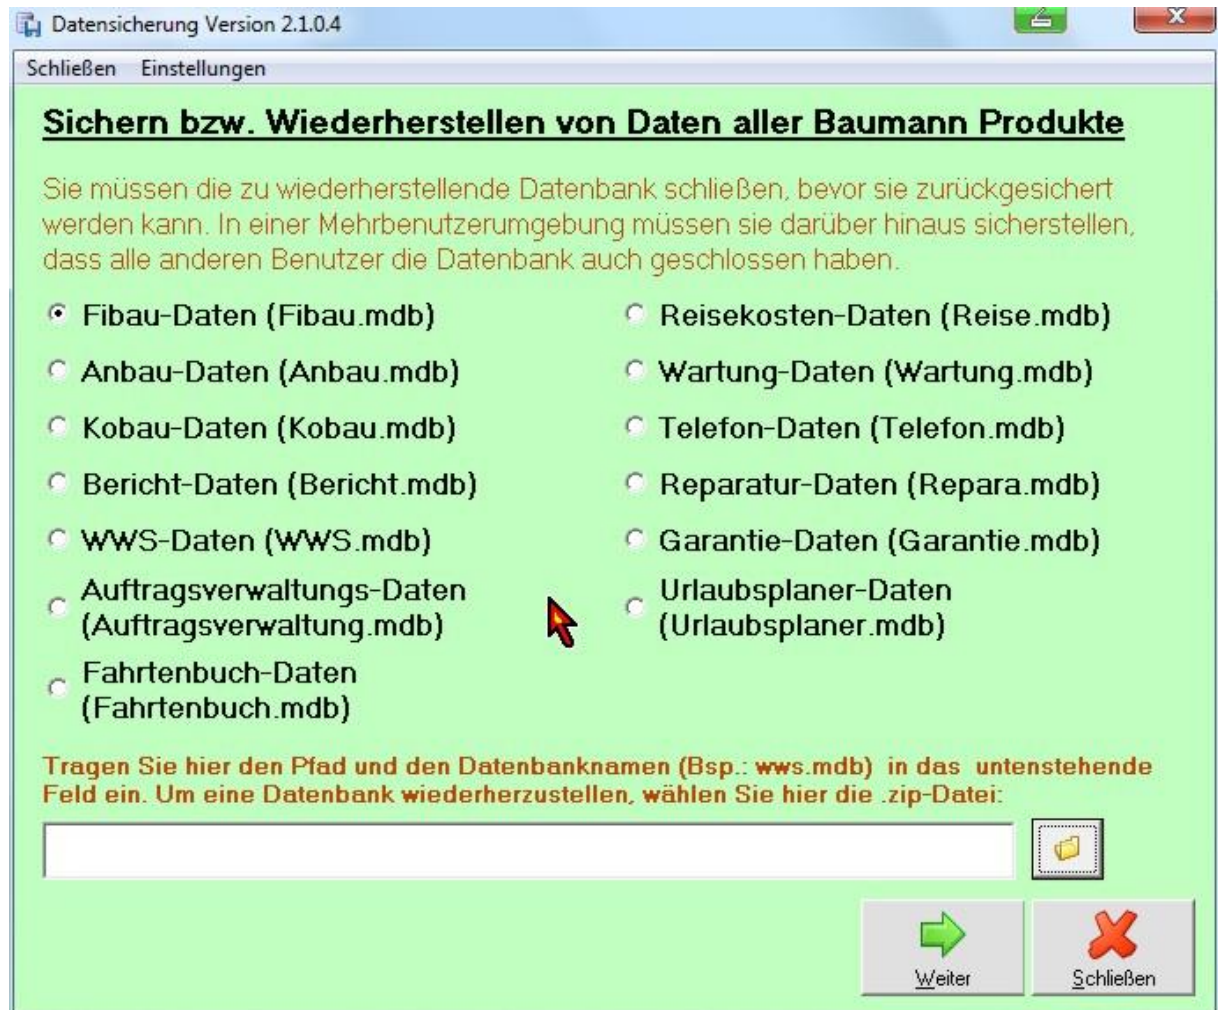 Datensicherung Version 2.1.0.4
Schließen Einstellungen
Sichern bzw. Wiederherstellen von Daten aller Baumann Produkte
Sie müssen die zu wiederherstellende Datenbank schließen, bevor sie zurückgesichert
werden kann. In einer Mehrbenutzerumgebung müssen sie darüber hinaus sicherstellen,
dass alle anderen Benutzer die Datenbank auch geschlossen haben.
Fibau-Daten (Fibau.mdb)
Anbau-Daten (Anbau.mdb)
Kobau-Daten (Kobau.mdb)
Bericht-Daten (Bericht.mdb)
WWS-Daten (WWS.mdb)
Auftragsverwaltungs-Daten
(Auftragsverwaltung.mdb)
Fahrtenbuch-Daten
(Fahrtenbuch.mdb)
Reisekosten-Daten (Reise.mdb)
Wartung-Daten (Wartung.mdb)
Telefon-Daten (Telefon.mdb)
Reparatur-Daten (Repara.mdb)
Garantie-Daten (Garantie.mdb)
Urlaubsplaner-Daten
(Urlaubsplaner.mdb)
Tragen Sie hier den Pfad und den Datenbanknamen (Bsp.: wws.mdb) in das untenstehende
Feld ein. Um eine Datenbank wiederherzustellen, wählen Sie hier die .zip-Datei:
Weiter
Schließen